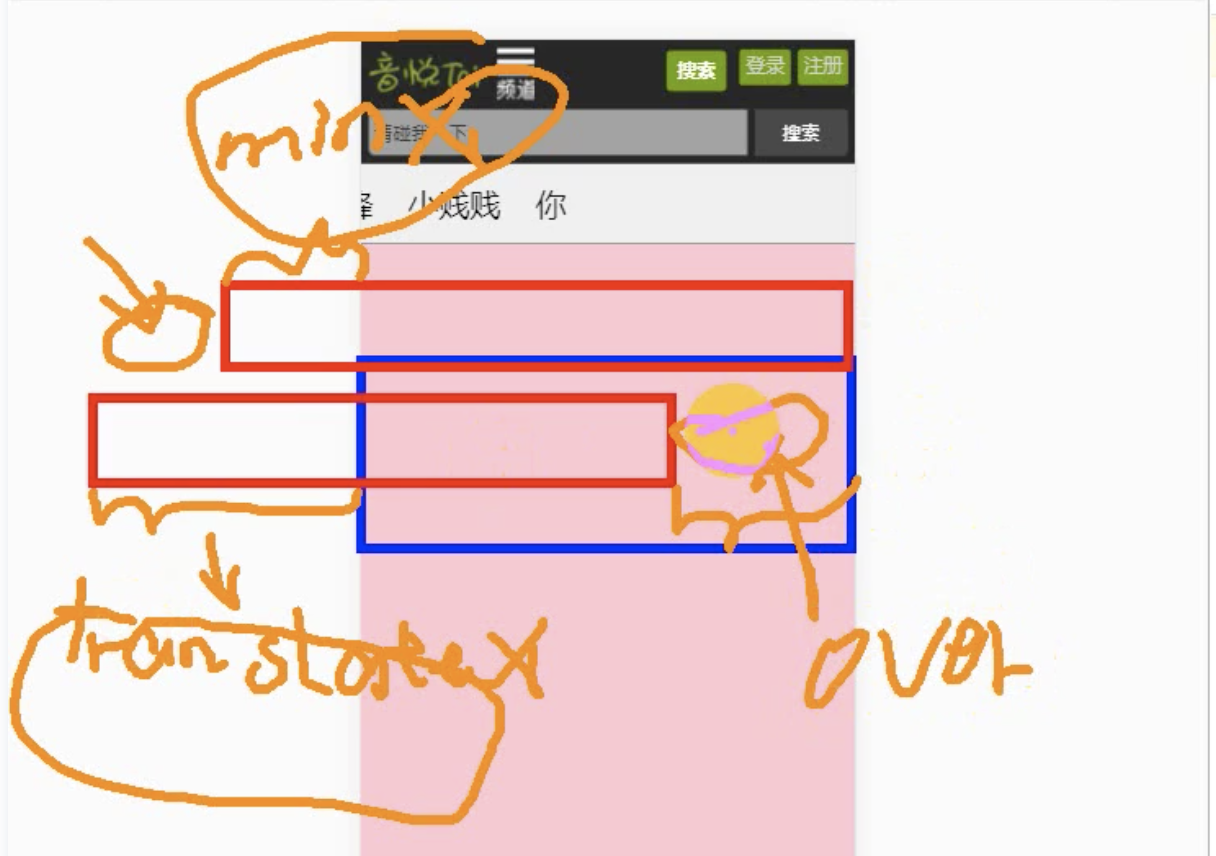 音悦Tai
频道
搜索 登录 注册
minX
请碰我一下
搜索
小贱贱 你
translateX
over